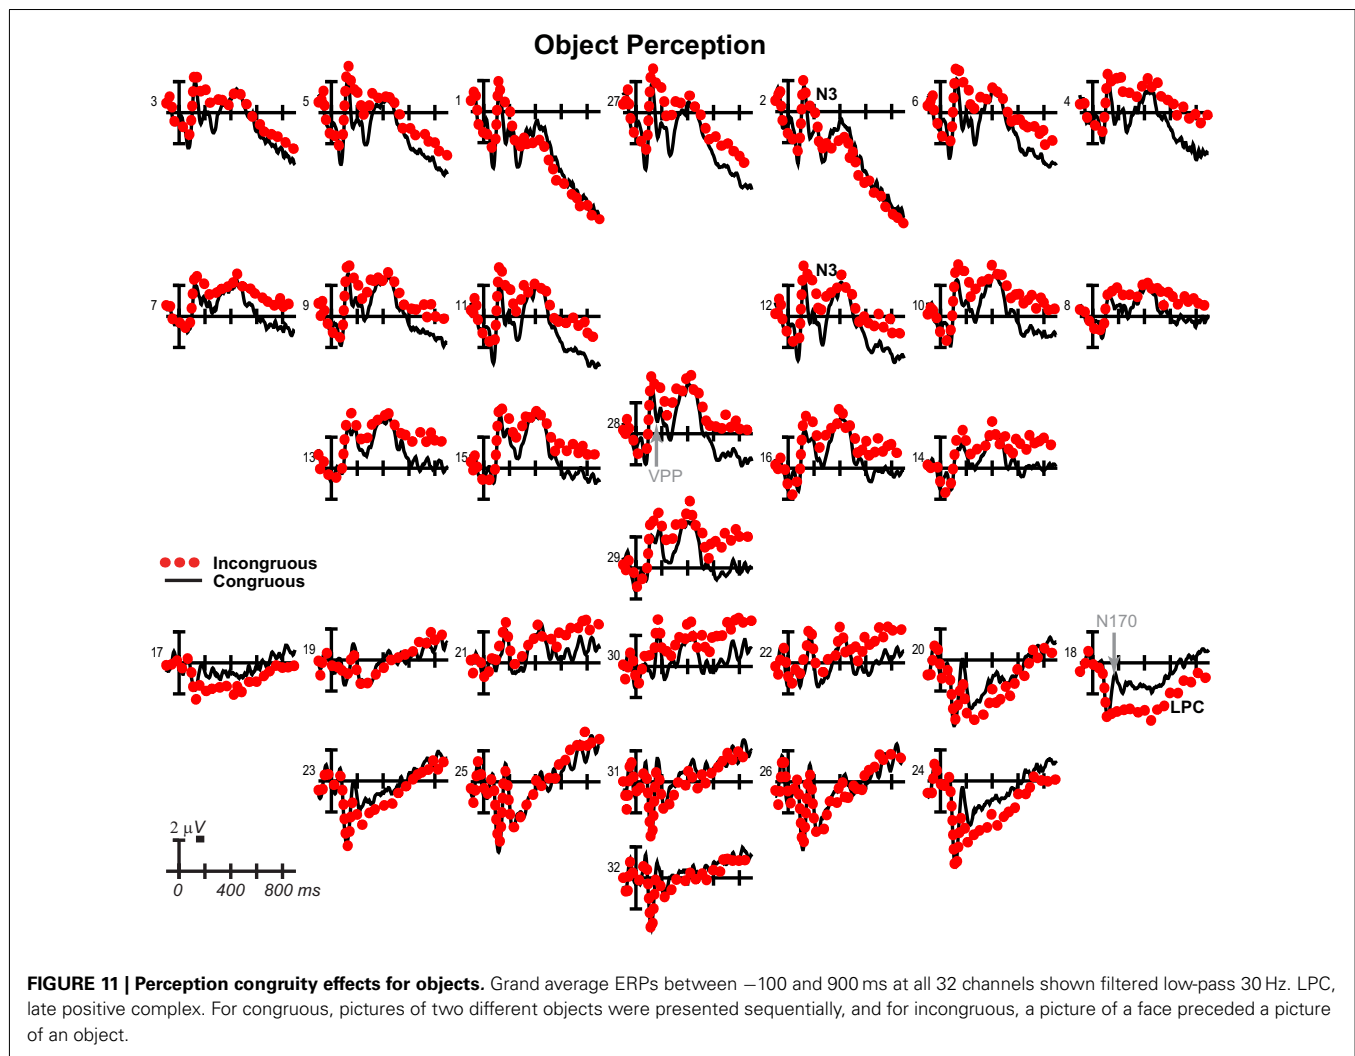 Object Perception
3 5 1 27 2 N3 6 4
7 9 11 12 N3 10 8
13 15 28 VPP 16 14
29
Incongruous
Congruous
17 19 21 30 22 20 18 N170 LPC
23 25 31 26 24
2 μV
0 400 800 ms
32
FIGURE 11 | Perception congruity effects for objects. Grand average ERPs between −100 and 900 ms at all 32 channels shown filtered low-pass 30 Hz. LPC,
late positive complex. For congruous, pictures of two different objects were presented sequentially, and for incongruous, a picture of a face preceded a picture
of an object.